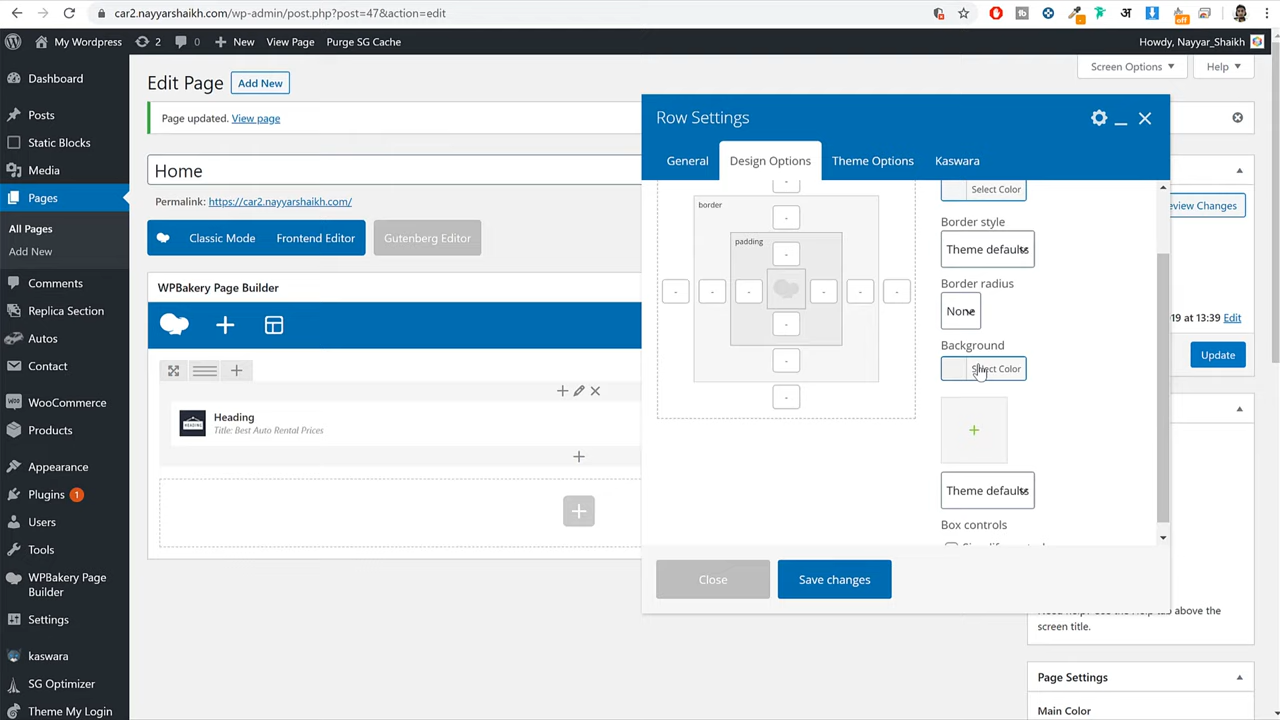 car2.nayyarshaikh.com/wp-admin/post.php?post=47&action=edit
अ
off
My Wordpress
2
0
New
View Page
Purge SG Cache
Howdy, Nayyar_Shaikh
Dashboard
Posts
Static Blocks
Media
Pages
All Pages
Add New
Comments
Replica Section
Autos
Contact
WooCommerce
Products
Appearance
Plugins 1
Users
Tools
WPBakery Page
Builder
Settings
kaswara
SG Optimizer
Theme My Login
Edit Page
Add New
Screen Options
Help
Page updated. View page
Home
Permalink: https://car2.nayyarshaikh.com/
Classic Mode
Frontend Editor
Gutenberg Editor
WPBakery Page Builder
HEADING
Heading
Title: Best Auto Rental Prices
Row Settings
General
Design Options
Theme Options
Kaswara
border
padding
Select Color
Border style
Theme defaults
Border radius
None
Background
Select Color
Theme defaults
Box controls
Close
Save changes
review Changes
19 at 13:39 Edit
Update
Need help? Use the Help tab above the
screen title.
Page Settings
Main Color